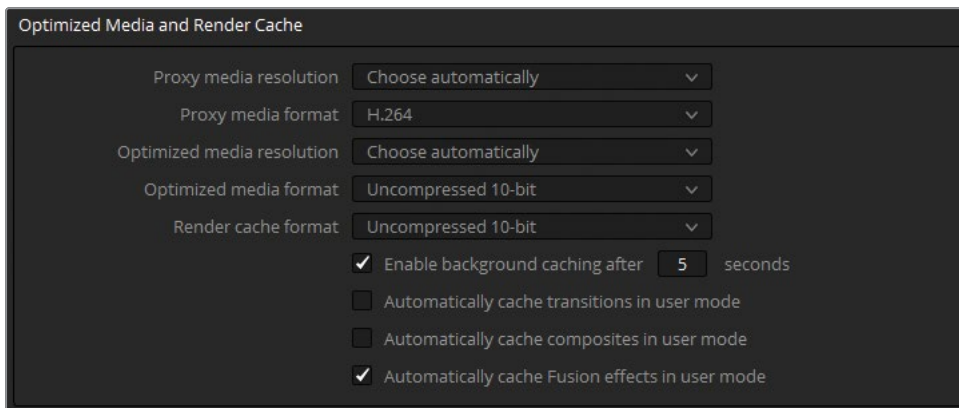 Optimized Media and Render Cache
Proxy media resolution Choose automatically
Proxy media format H.264
Optimized media resolution Choose automatically
Optimized media format Uncompressed 10-bit
Render cache format Uncompressed 10-bit
Enable background caching after 5 seconds
Automatically cache transitions in user mode
Automatically cache composites in user mode
Automatically cache Fusion effects in user mode